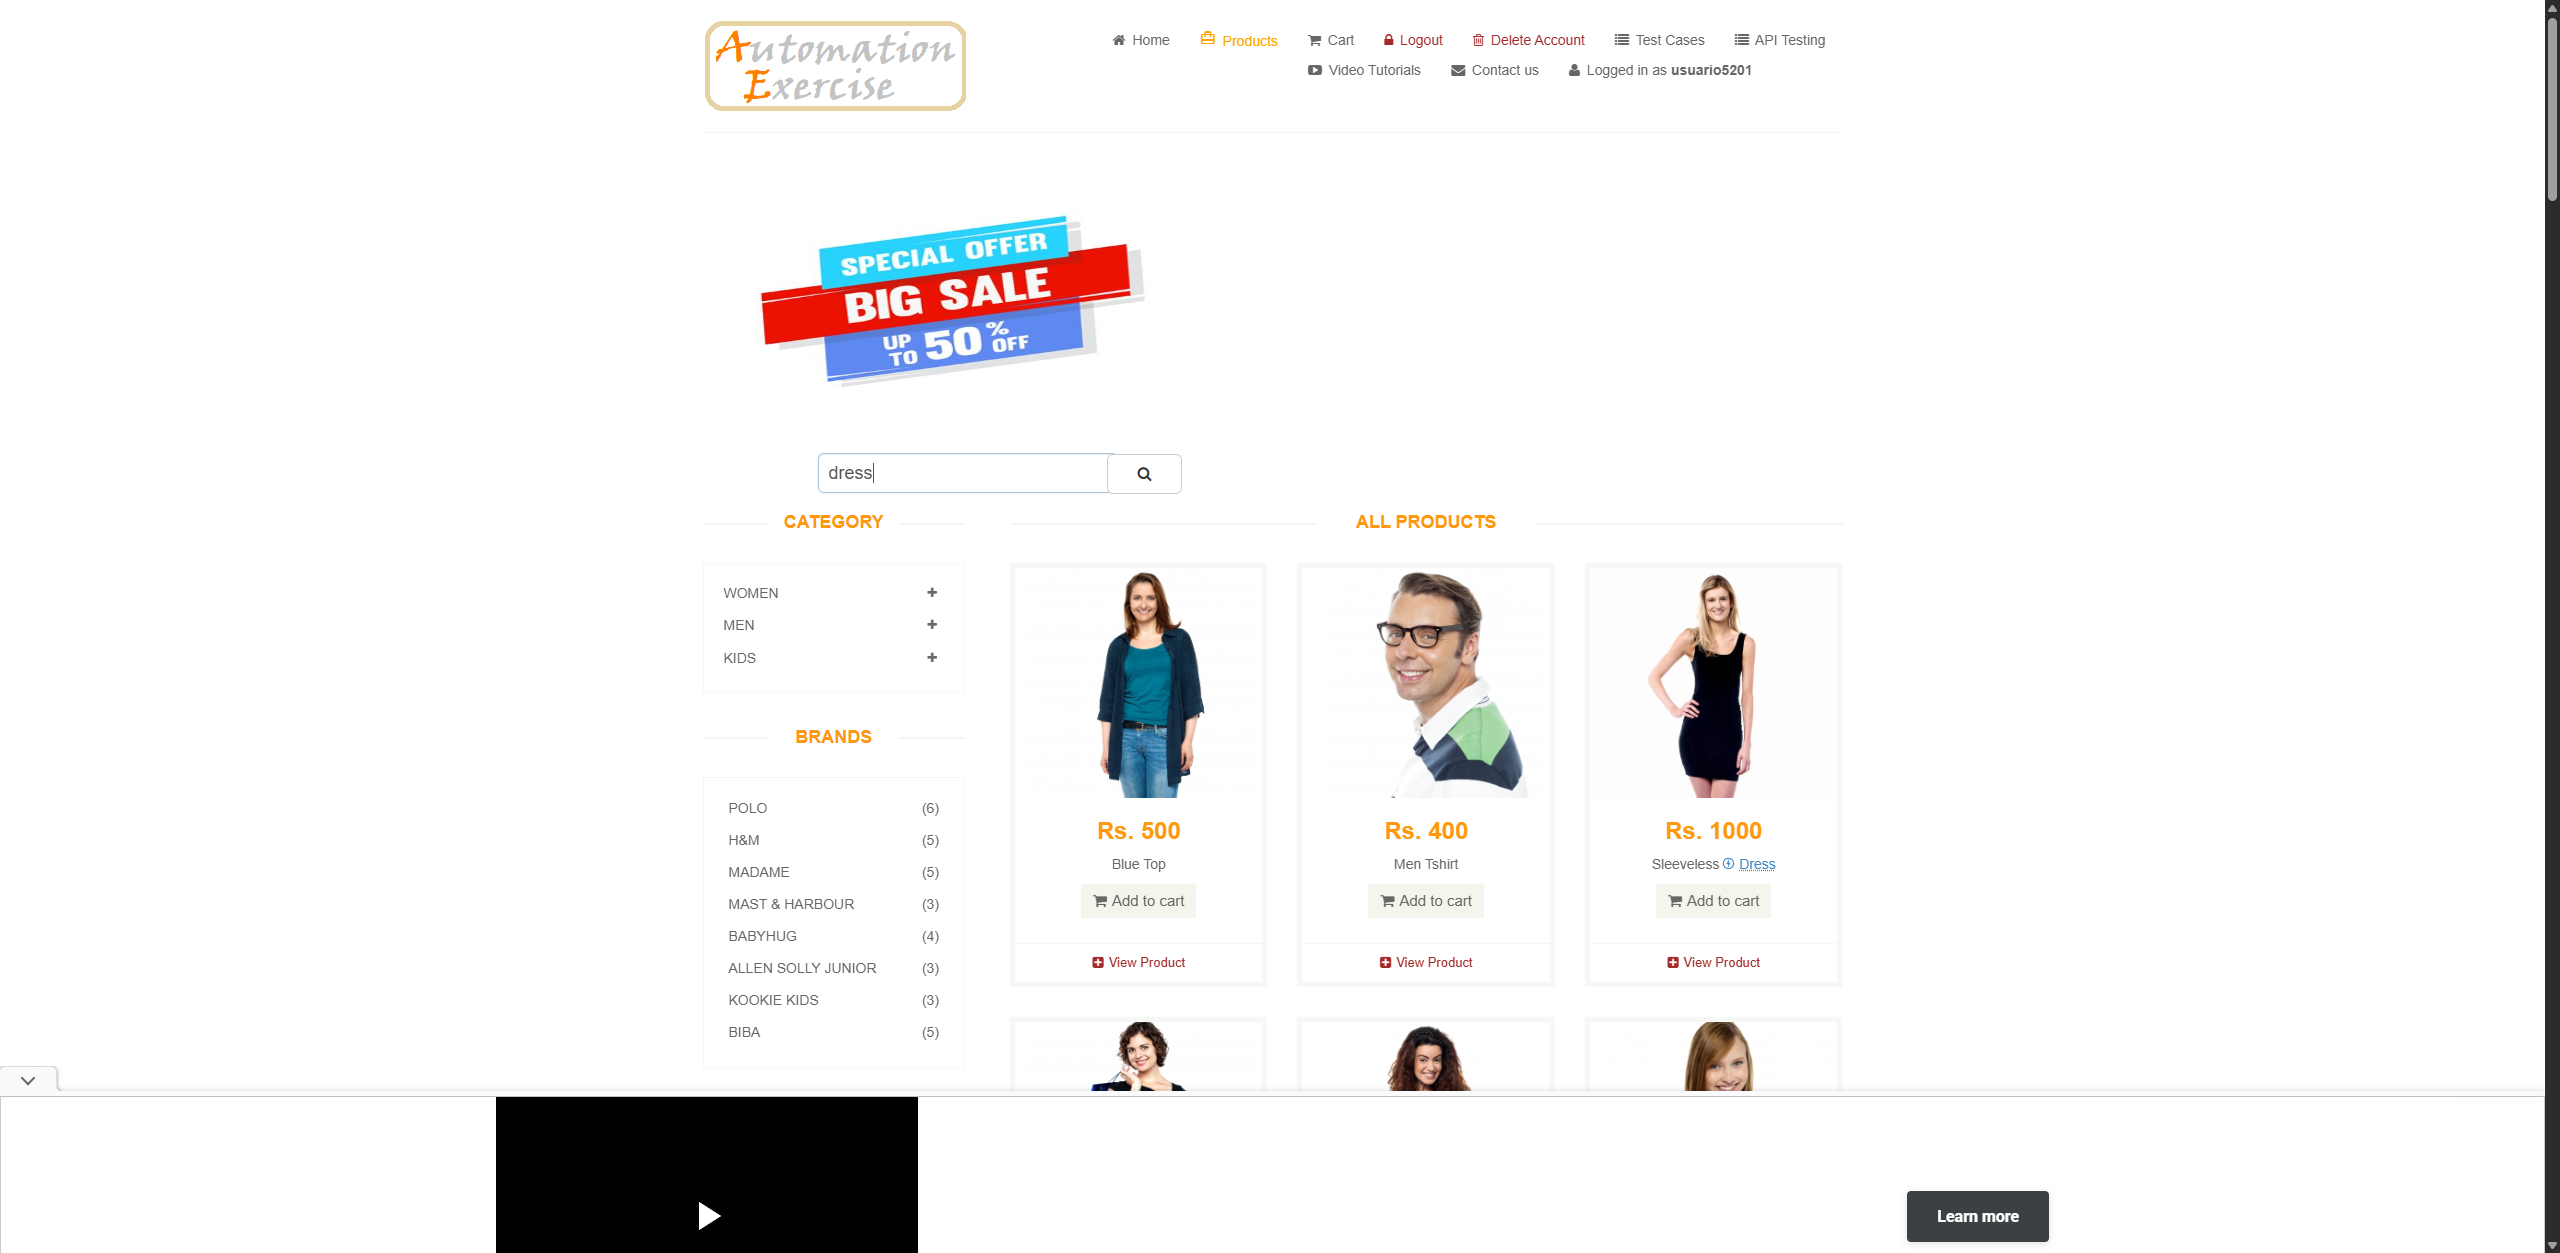 Automation
Exercise
Home Products Cart Logout Delete Account Test Cases API Testing
Video Tutorials Contact us Logged in as usuario5201
SPECIAL OFFER
BIG SALE
UP TO 50% OFF
dress
CATEGORY
WOMEN
MEN
KIDS
BRANDS
POLO (6)
H&M (5)
MADAME (5)
MAST & HARBOUR (3)
BABYHUG (4)
ALLEN SOLLY JUNIOR (3)
KOOKIE KIDS (3)
BIBA (5)
ALL PRODUCTS
Rs. 500
Blue Top
Add to cart
View Product
Rs. 400
Men Tshirt
Add to cart
View Product
Rs. 1000
Sleeveless Dress
Add to cart
View Product
Learn more